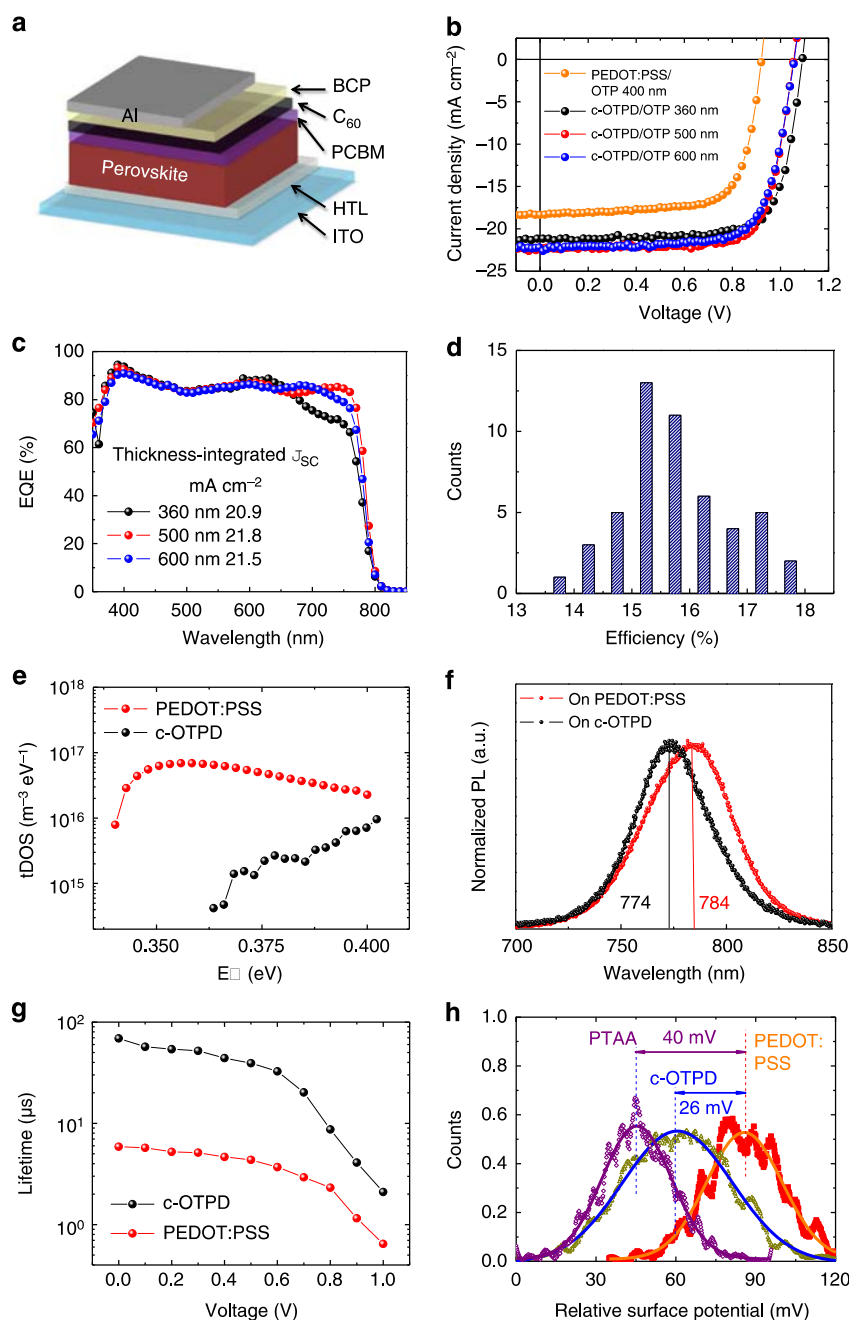 a
BCP
C60
PCBM
Al
Perovskite
HTL
ITO
b
Current density (mA cm−2)
0
−5
−10
−15
−20
−25
PEDOT:PSS/
OTP 400 nm
c-OTPD/OTP 360 nm
c-OTPD/OTP 500 nm
c-OTPD/OTP 600 nm
0.0 0.2 0.4 0.6 0.8 1.0 1.2
Voltage (V)
c
EQE (%)
100
80
60
40
20
0
Thickness-integrated JSC
mA cm−2
360 nm 20.9
500 nm 21.8
600 nm 21.5
400 500 600 700 800
Wavelength (nm)
d
Counts
15
10
5
0
13 14 15 16 17 18
Efficiency (%)
e
tDOS (m−3 eV−1)
10^18
10^17
10^16
10^15
PEDOT:PSS
c-OTPD
0.350 0.375 0.400
E□ (eV)
f
Normalized PL (a.u.)
On PEDOT:PSS
On c-OTPD
774 784
700 750 800 850
Wavelength (nm)
g
Lifetime (µs)
10^2
10^1
10^0
c-OTPD
PEDOT:PSS
0.0 0.2 0.4 0.6 0.8 1.0
Voltage (V)
h
Counts
1.0
0.8
0.6
0.4
0.2
0.0
PTAA
40 mV
PEDOT:
PSS
c-OTPD
26 mV
0 30 60 90 120
Relative surface potential (mV)